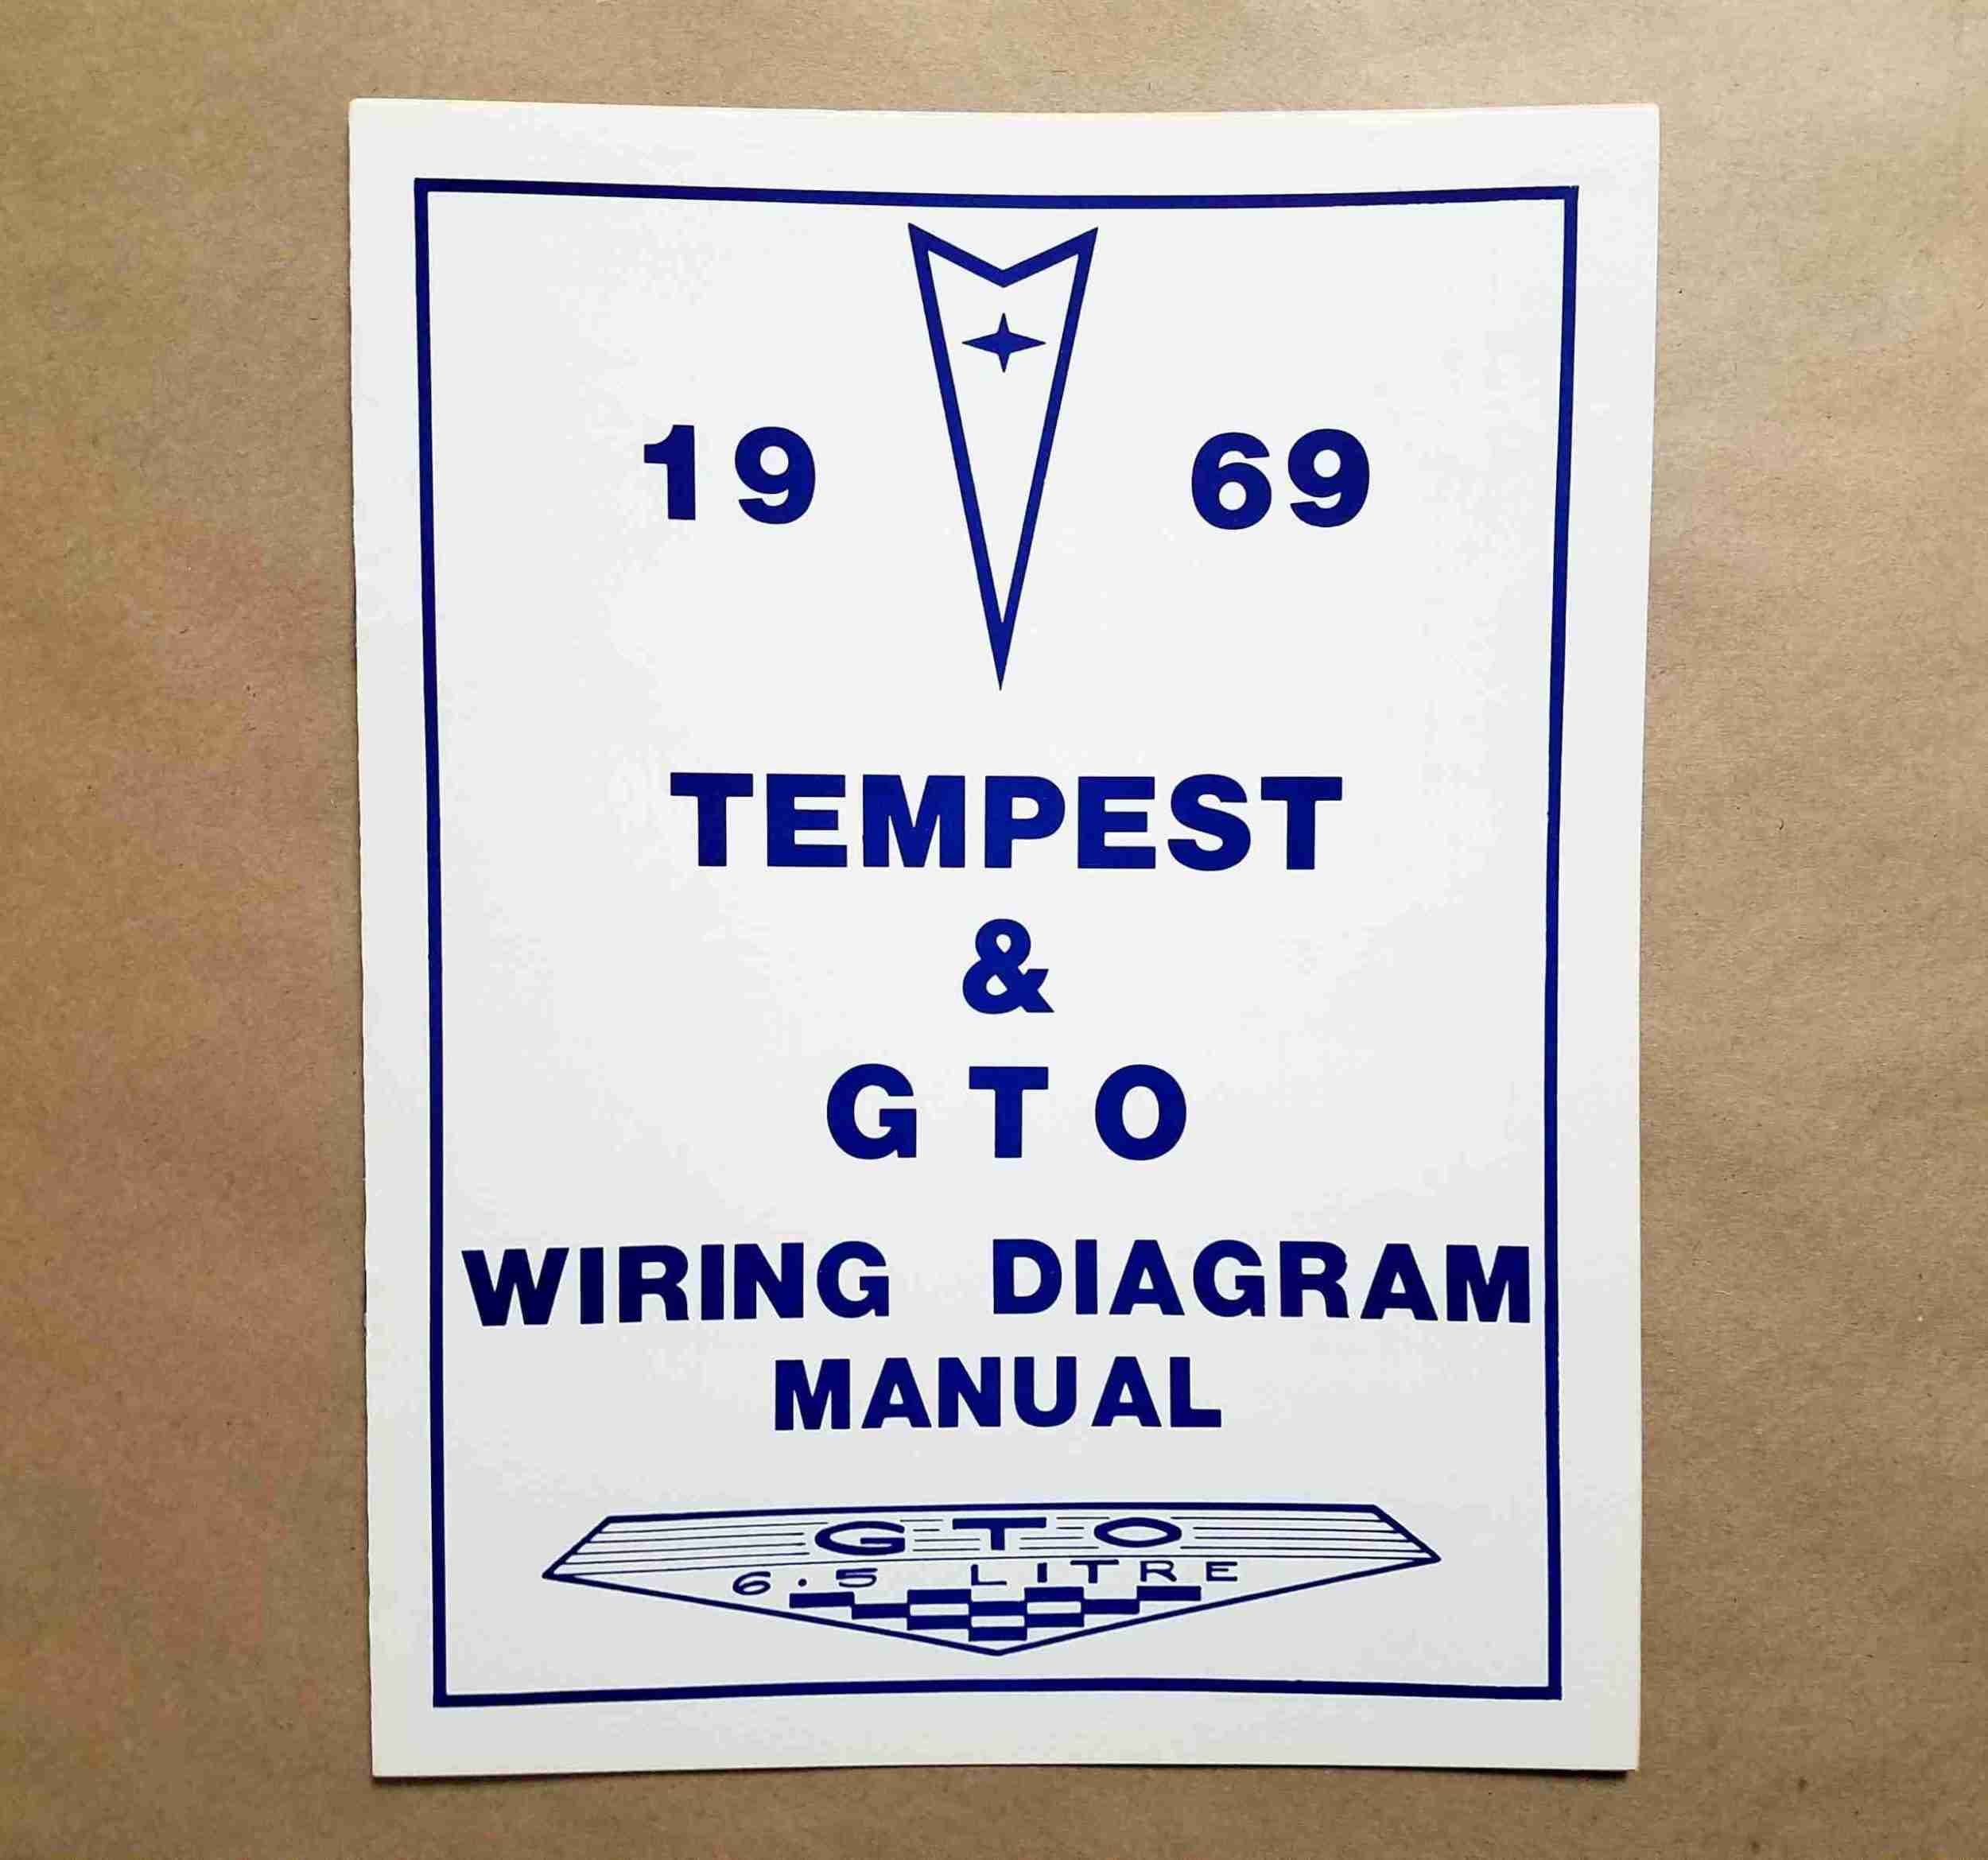 19 69
TEMPEST
&
GTO
WIRING DIAGRAM
MANUAL
GTO
6.5 LITRE